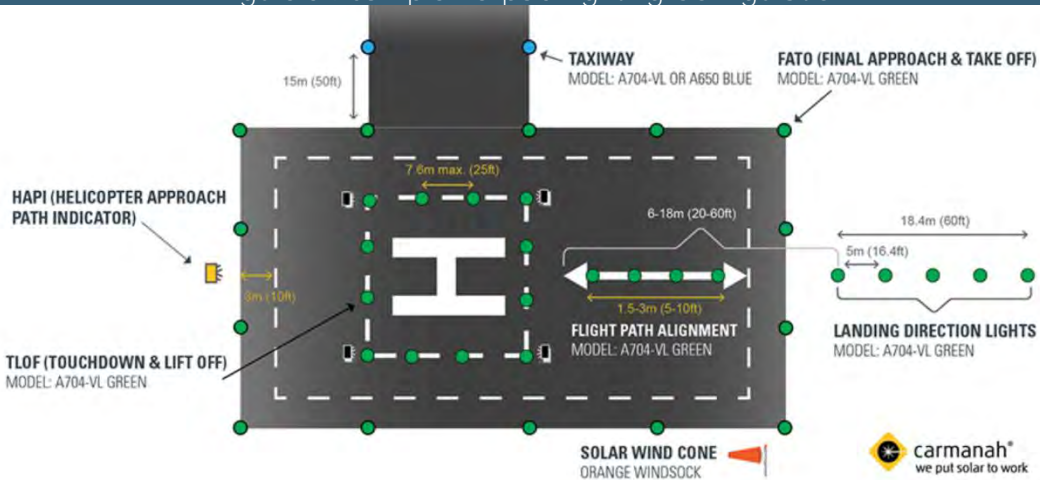 TAXIWAY
MODEL: A704-VL OR A650 BLUE
FATO (FINAL APPROACH & TAKE OFF)
MODEL: A704-VL GREEN
15m (50ft)
7.6m max. (25ft)
HAPI (HELICOPTER APPROACH
PATH INDICATOR)
6-18m (20-60ft)
18.4m (60ft)
5m (16.4ft)
H
3m (10ft)
1.5-3m (5-10ft)
FLIGHT PATH ALIGNMENT
MODEL: A704-VL GREEN
LANDING DIRECTION LIGHTS
MODEL: A704-VL GREEN
TLOF (TOUCHDOWN & LIFT OFF)
MODEL: A704-VL GREEN
SOLAR WIND CONE
ORANGE WINDSOCK
carmanah®
we put solar to work